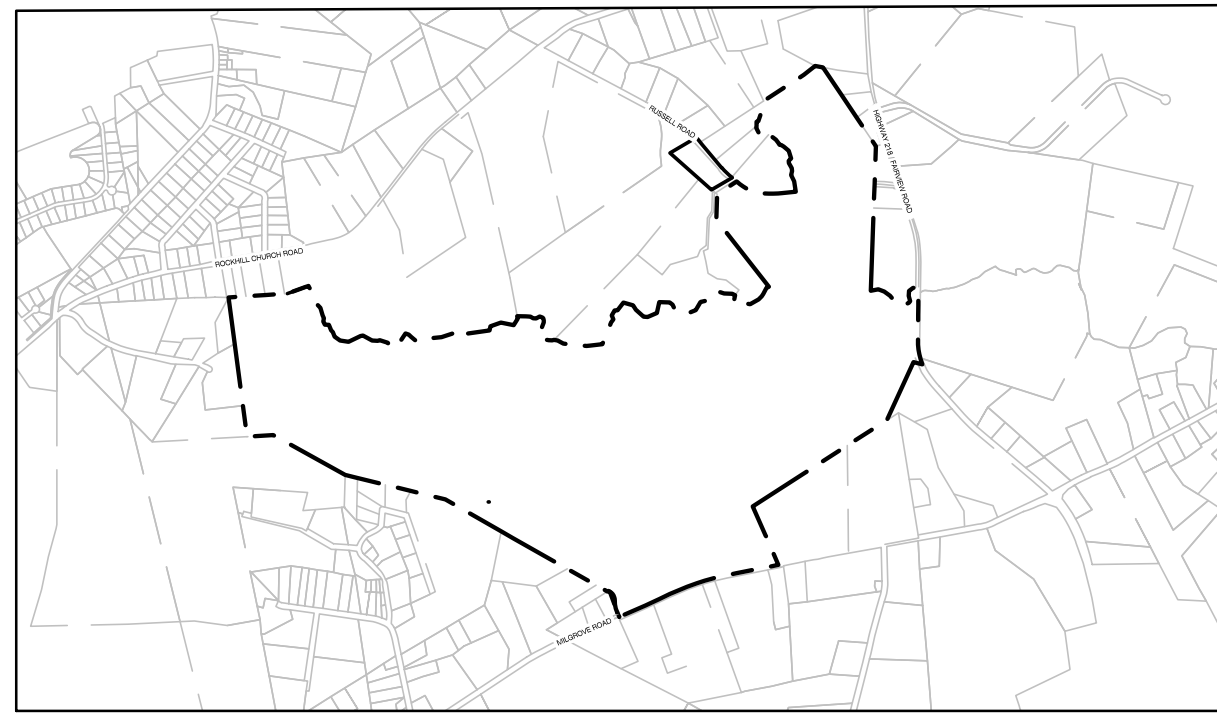 RUSSELL ROAD
HIGHWAY 218 / FAIRVIEW ROAD
ROCKHILL CHURCH ROAD
MILGROVE ROAD